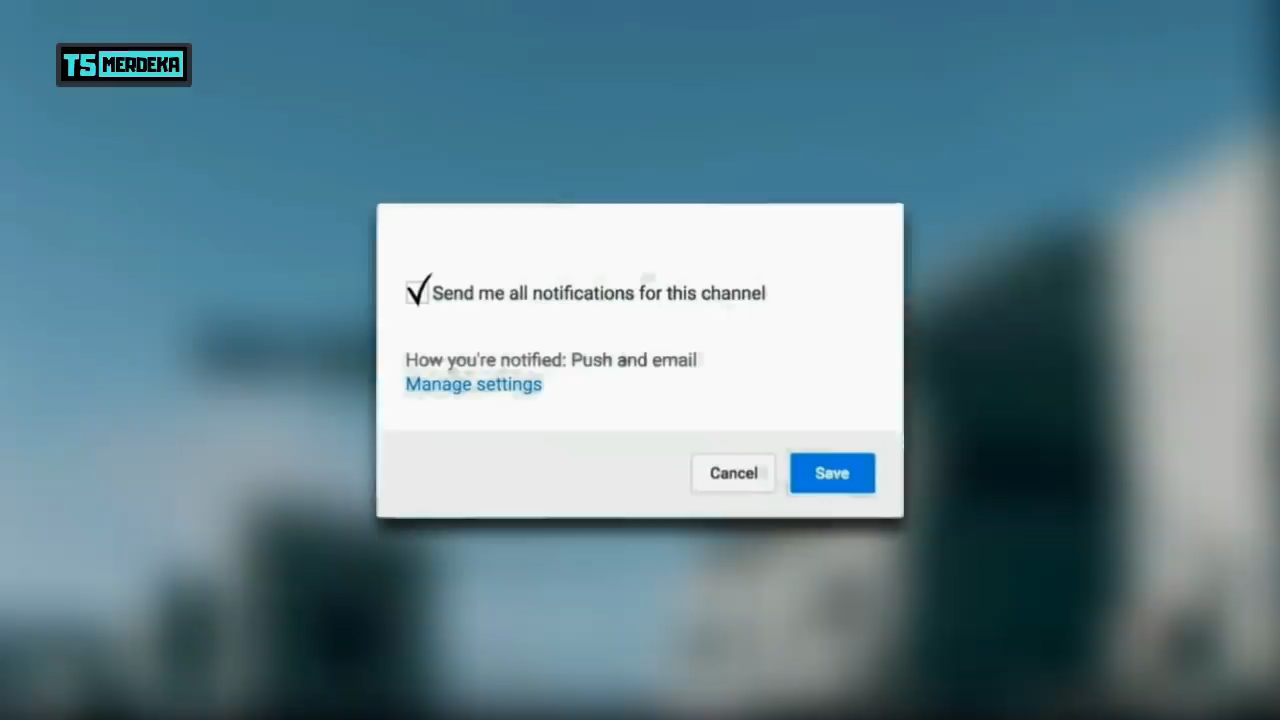 T5 MERDEKA
Send me all notifications for this channel
How you're notified: Push and email
Manage settings
Cancel Save